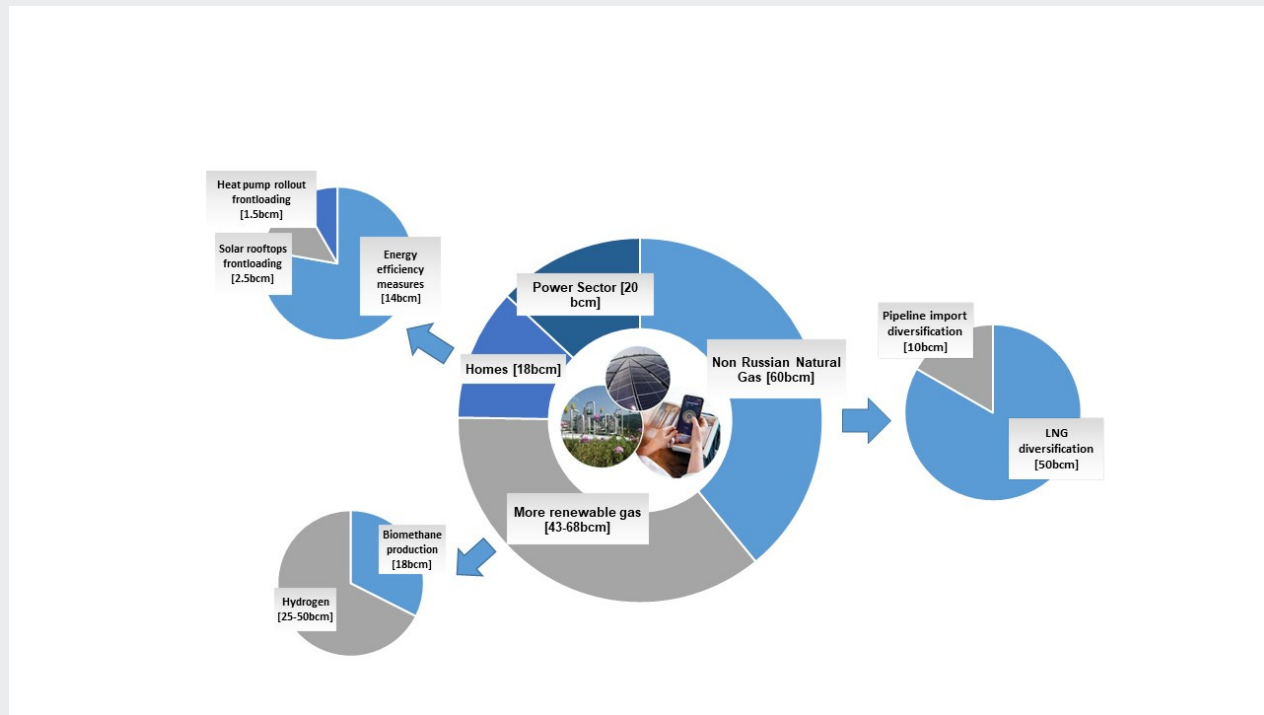 Heat pump rollout
frontloading
[1.5bcm]
Solar rooftops
frontloading
[2.5bcm]
Energy
efficiency
measures
[14bcm]
Power Sector [20
bcm]
Homes [18bcm]
Non Russian Natural
Gas [60bcm]
Pipeline import
diversification
[10bcm]
LNG
diversification
[50bcm]
More renewable gas
[43-68bcm]
Biomethane
production
[18bcm]
Hydrogen
[25-50bcm]